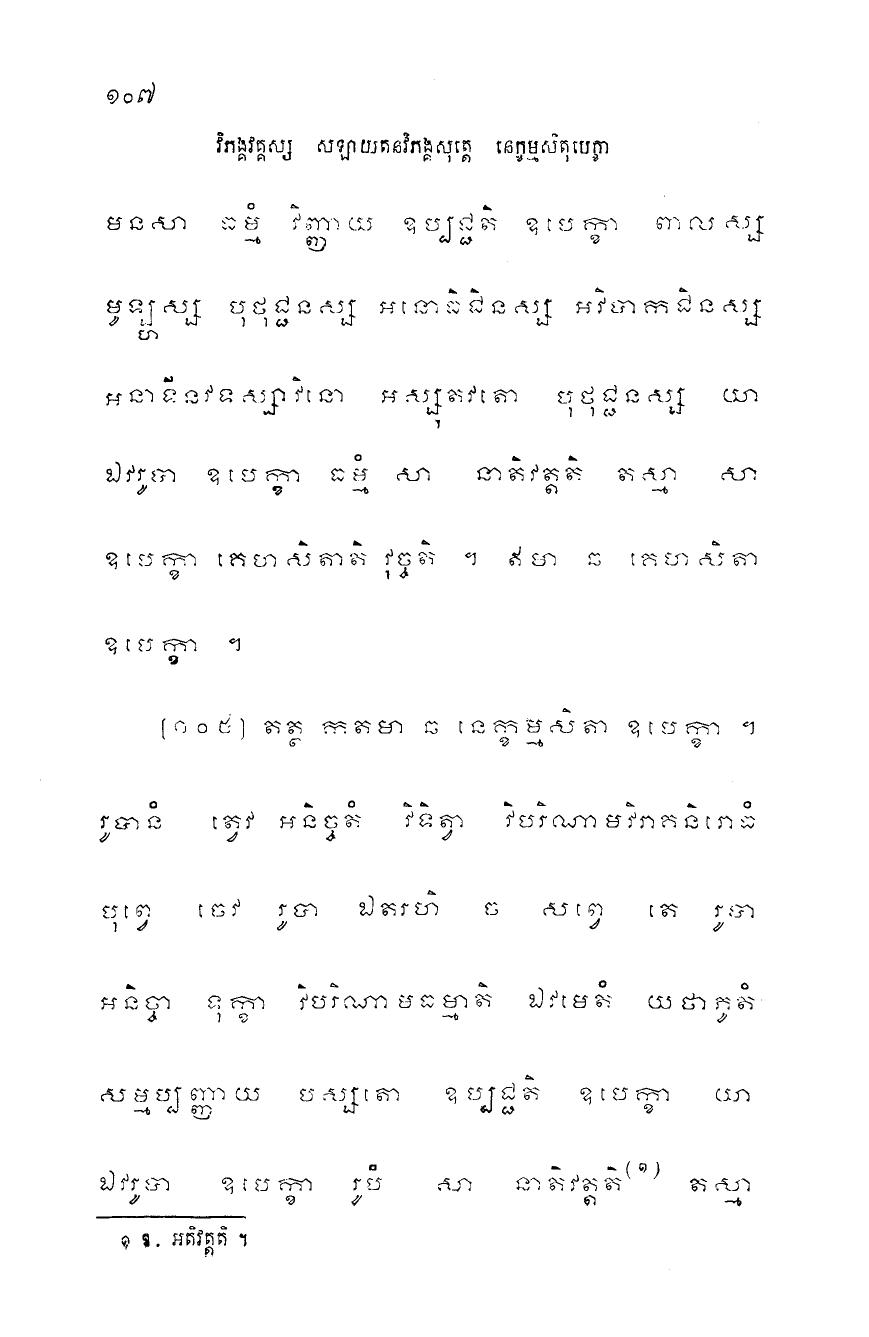 ១០៧
វិភង្គវគ្គស្ស សឡាយតនវិភង្គសុត្តេ នេក្ខម្មសិតុបេក្ខា
មនសា ធម្មំ វិញ្ញាយ ឧប្បជ្ជតិ ឧបេក្ខា ពាលស្ស
មូឡ្ហស្ស បុថុជ្ជនស្ស អនោធិជិនស្ស អវិបាកជិនស្ស
អនាទីនវទស្សាវិនោ អស្សុតវតោ បុថុជ្ជនស្ស យា
ឯវរូបា ឧបេក្ខា ធម្មំ សា នាតិវត្តតិ តស្មា សា
ឧបេក្ខា គេហសិតាតិ វុច្ចតិ ។ ឥមា ឆ គេហសិតា
ឧបេក្ខា ។
[១០៥] តត្ថ កតមា ឆ នេក្ខម្មសិតា ឧបេក្ខា ។
រូបានំ ត្វេវ អនិច្ចតំ វិទិត្វា វិបរិណាមវិរាគនិរោធំ
បុព្វេ ចេវ រូបា ឯតរហិ ច សព្វេ តេ រូបា
អនិច្ចា ទុក្ខា វិបរិណាមធម្មាតិ ឯវមេតំ យថាភូតំ
សម្មប្បញ្ញាយ បស្សតោ ឧប្បជ្ជតិ ឧបេក្ខា យា
ឯវរូបា ឧបេក្ខា រូបំ សា នាតិវត្តតិ(១) តស្មា
១ ឱ. អតិវត្តតិ ។